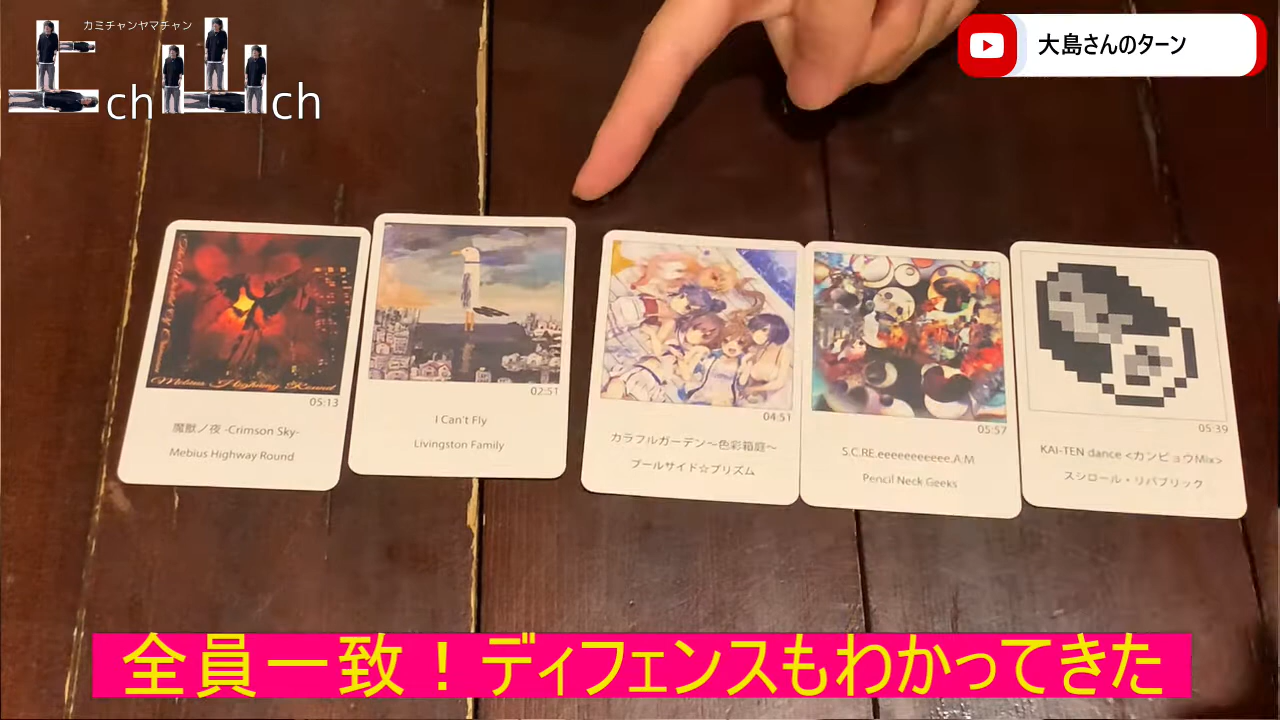 カミチャンヤマチャン
ch
ch
大島さんのターン
Mebius Highway Round
05:13
魔獣ノ夜 -Crimson Sky-
Mebius Highway Round
02:51
I Can't Fly
Livingston Family
04:51
カラフルガーデン〜色彩箱庭〜
プールサイド☆プリズム
05:57
S.C.RE.eeeeeeeeeee.A.M
Pencil Neck Geeks
05:39
KAI-TEN dance <カンピョウMix>
スシロール・リパブリック
全員一致！ディフェンスもわかってきた